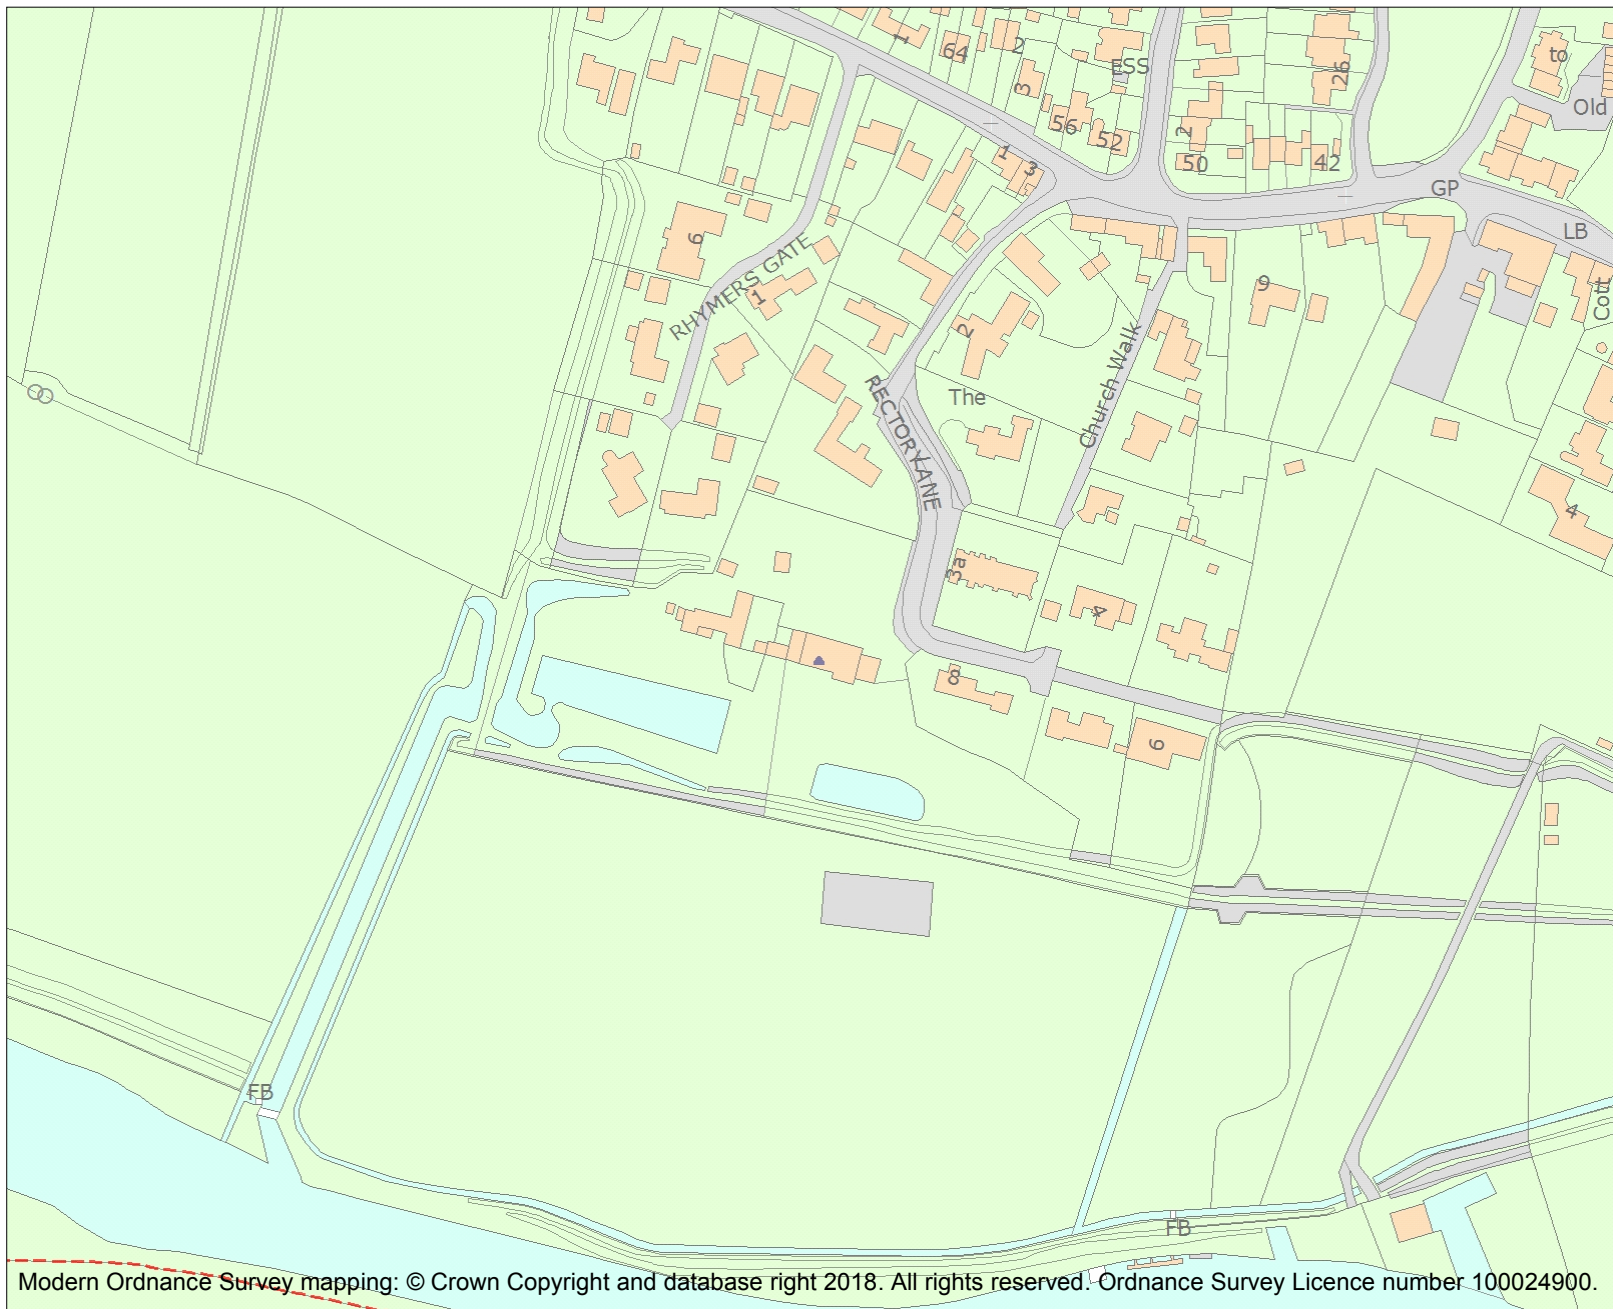 1
64
2
ESS
26
to
Old
3
56
52
2
50
42
1
3
GP
LB
6
RHYMERS GATE
1
9
Cott
2
Church Walk
The
RECTORY LANE
4
3a
4
8
6
FB
FB
Modern Ordnance Survey mapping: © Crown Copyright and database right 2018. All rights reserved. Ordnance Survey Licence number 100024900.